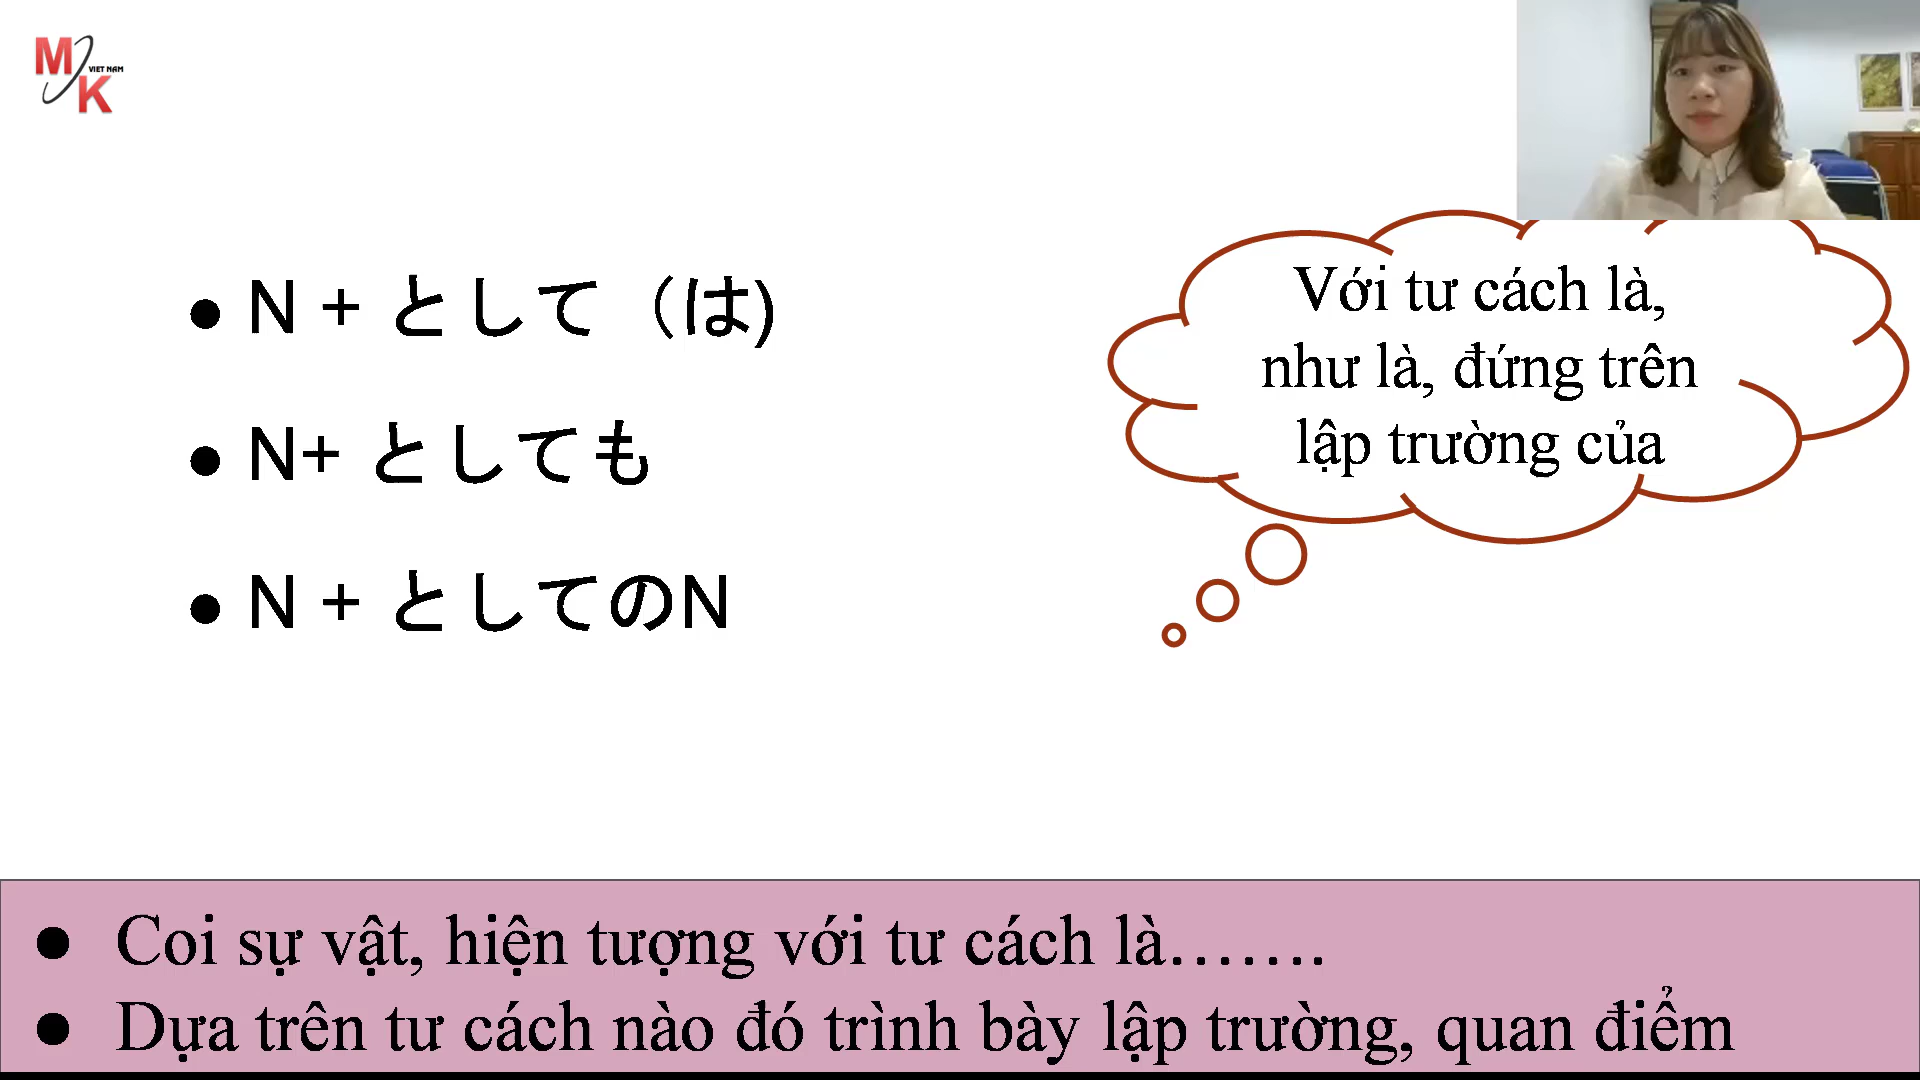 M
VIET NAM
K
● N + として（は)
● N+ としても
● N + としてのN
Với tư cách là,
như là, đứng trên
lập trường của
● Coi sự vật, hiện tượng với tư cách là.......
● Dựa trên tư cách nào đó trình bày lập trường, quan điểm